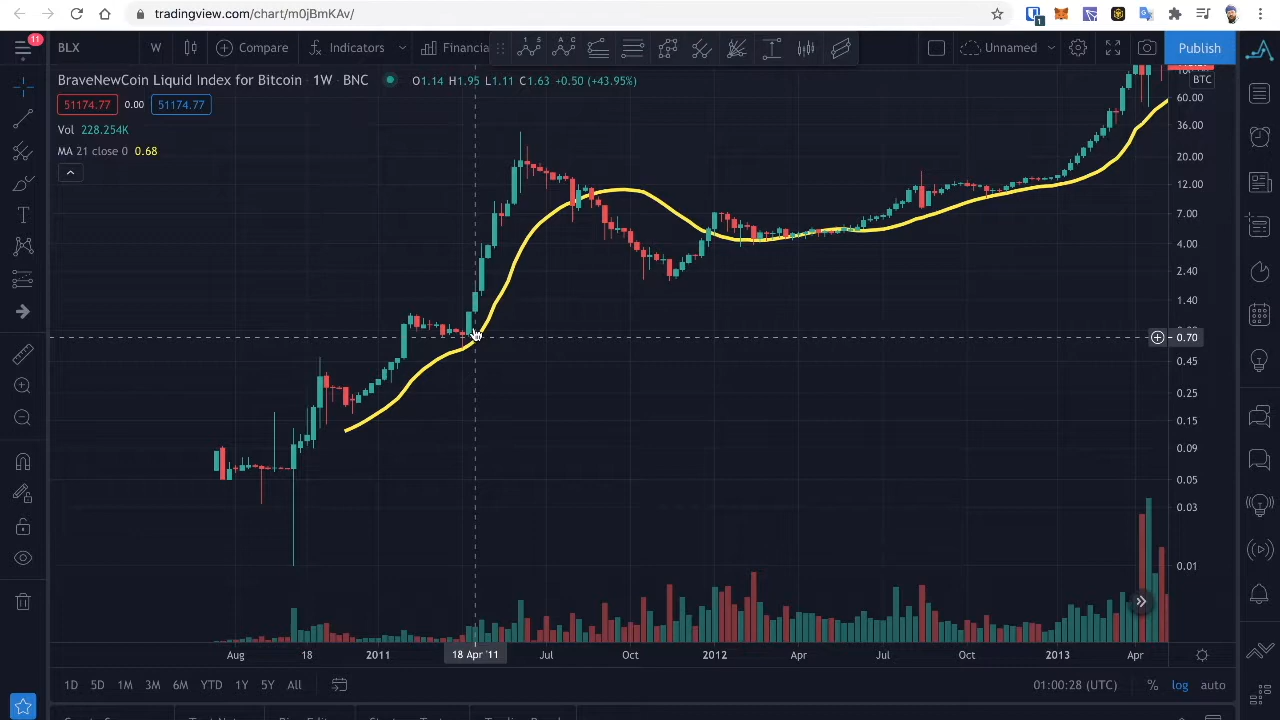 tradingview.com/chart/m0jBmKAv/
1
11
BLX
W
Compare
Indicators
Financia
Unnamed
Publish
BraveNewCoin Liquid Index for Bitcoin · 1W · BNC
O1.14 H1.95 L1.11 C1.63 +0.50 (+43.95%)
51174.77 0.00 51174.77
Vol 228.254K
MA 21 close 0 0.68
BTC
60.00
36.00
20.00
12.00
7.00
4.00
2.40
1.40
0.70
0.45
0.25
0.15
0.09
0.05
0.03
0.01
Aug 18 2011 18 Apr '11 Jul Oct 2012 Apr Jul Oct 2013 Apr
1D 5D 1M 3M 6M YTD 1Y 5Y All
01:00:28 (UTC) % log auto